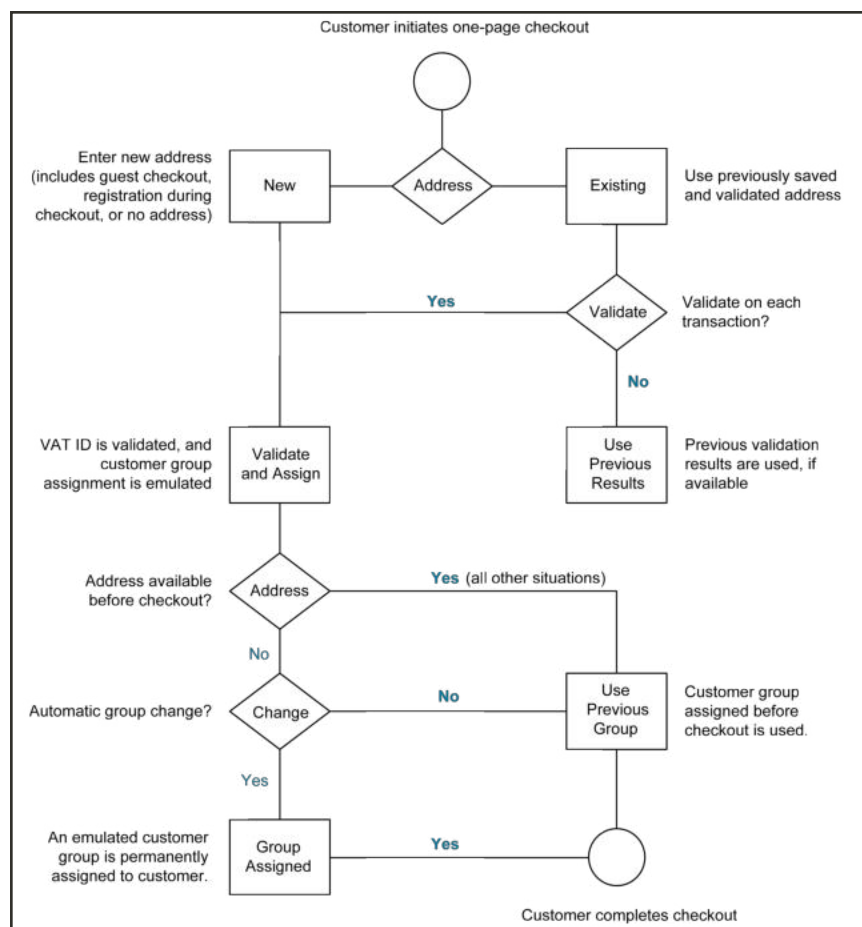 Customer initiates one-page checkout
Enter new address
(includes guest checkout,
registration during
checkout, or no address)
New
Address
Existing
Use previously saved
and validated address
Yes
Validate
Validate on each
transaction?
No
VAT ID is validated, and
customer group
assignment is emulated
Validate
and Assign
Use
Previous
Results
Previous validation
results are used, if
available
Address available
before checkout?
Address
Yes (all other situations)
No
Automatic group change?
Change
No
Use
Previous
Group
Customer group
assigned before
checkout is used.
Yes
An emulated customer
group is permanently
assigned to customer.
Group
Assigned
Yes
Customer completes checkout